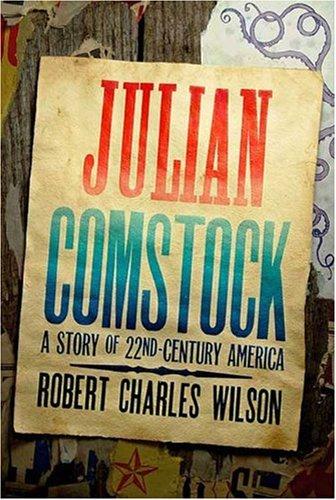 JULIAN
COMSTOCK
A STORY OF 22ND-CENTURY AMERICA
ROBERT CHARLES WILSON